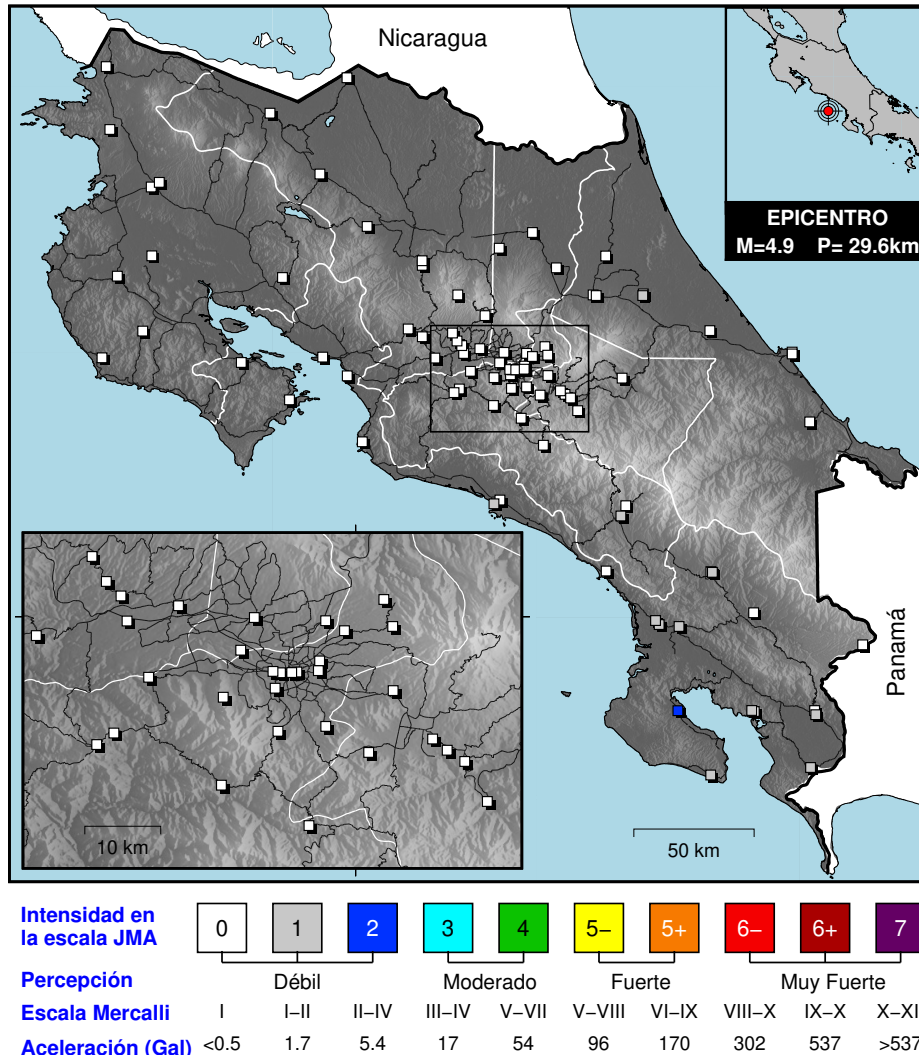 Nicaragua
EPICENTRO
M=4.9 P= 29.6km
Panamá
10 km
50 km
Intensidad en
la escala JMA
0 1 2 3 4 5− 5+ 6− 6+ 7
Percepción Débil Moderado Fuerte Muy Fuerte
Escala Mercalli I I−II II−IV III−IV V−VII V−VIII VI−IX VIII−X IX−X X−XI
Aceleración (Gal) <0.5 1.7 5.4 17 54 96 170 302 537 >537